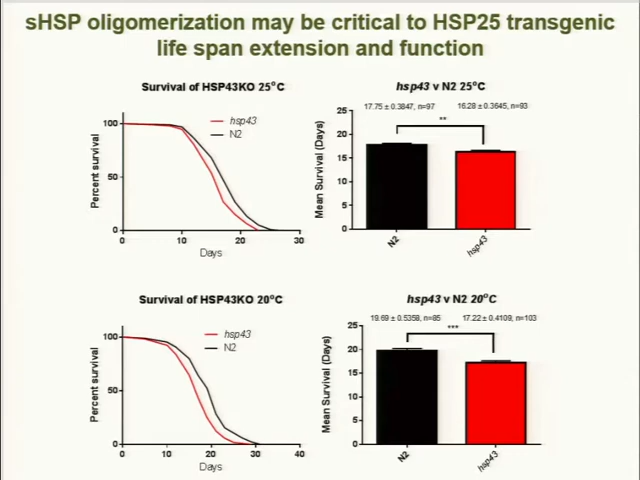 sHSP oligomerization may be critical to HSP25 transgenic
life span extension and function
Survival of HSP43KO 25°C
hsp43
N2
Percent survival
100
50
0
0 10 20 30
Days
hsp43 v N2 25°C
17.75 ± 0.3847, n=97 16.28 ± 0.3645, n=93
**
Mean Survival (Days)
25
20
15
10
5
0
N2
hsp43
Survival of HSP43KO 20°C
hsp43
N2
Percent survival
100
50
0
0 10 20 30 40
Days
hsp43 v N2 20°C
19.69 ± 0.5358, n=85 17.22 ± 0.4109, n=103
***
Mean Survival (Days)
25
20
15
10
5
0
N2
hsp43